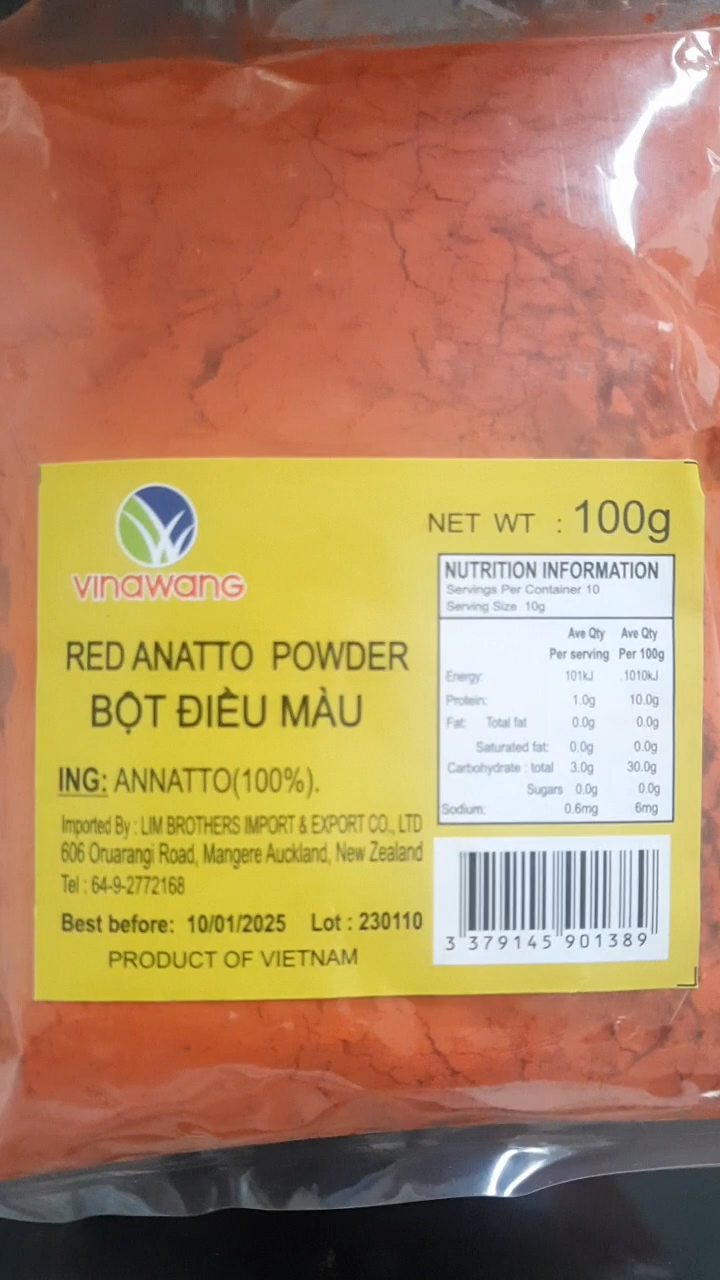 vinawang
NET WT : 100g
RED ANATTO POWDER
BỘT ĐIỀU MÀU
ING: ANNATTO(100%).
Imported By : LIM BROTHERS IMPORT & EXPORT CO., LTD
606 Oruarangi Road, Mangere Auckland, New Zealand
Tel : 64-9-2772168
Best before: 10/01/2025 Lot : 230110
PRODUCT OF VIETNAM
NUTRITION INFORMATION
Servings Per Container 10
Serving Size 10g
Ave Qty Ave Qty
Per serving Per 100g
Energy: 101kJ 1010kJ
Protein: 1.0g 10.0g
Fat: Total fat 0.0g 0.0g
Saturated fat: 0.0g 0.0g
Carbohydrate : total 3.0g 30.0g
Sugars 0.0g 0.0g
Sodium: 0.6mg 6mg
3 379145 901389